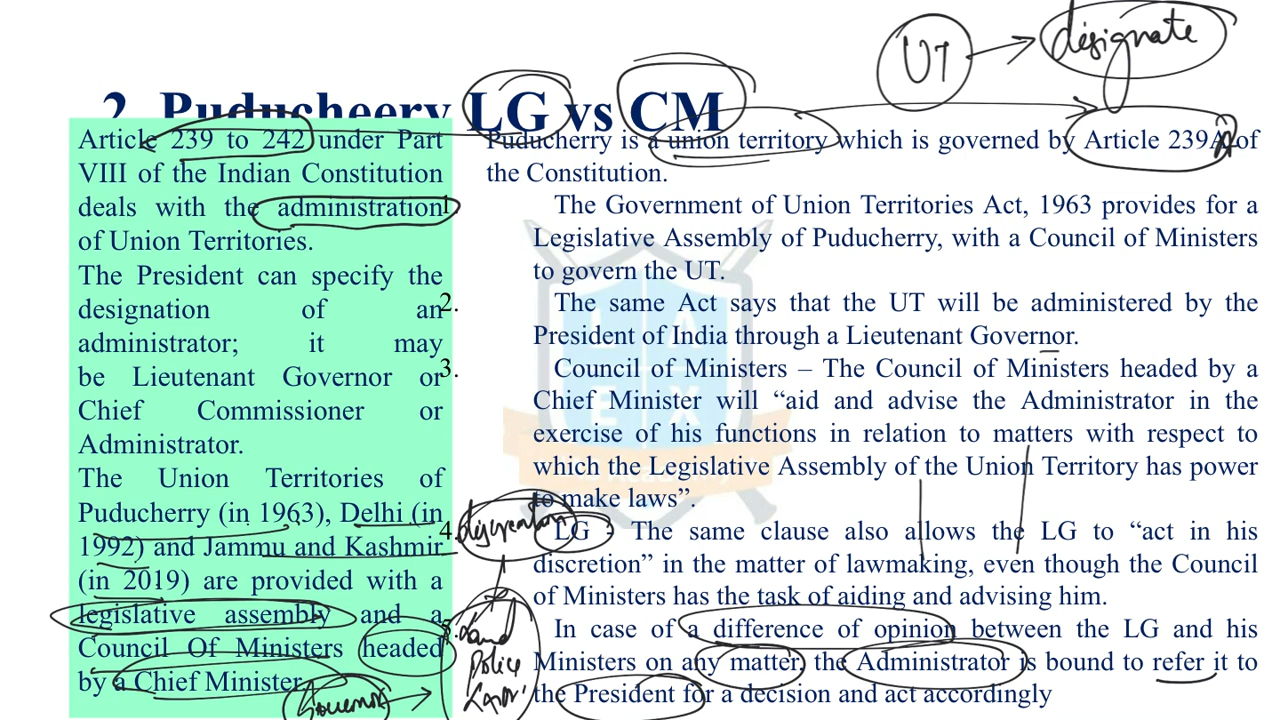 UT
designate
2. Puducheery LG vs CM
Article 239 to 242 under Part
VIII of the Indian Constitution
deals with the administration
of Union Territories.
The President can specify the
designation of an
administrator; it may
be Lieutenant Governor or
Chief Commissioner or
Administrator.
The Union Territories of
Puducherry (in 1963), Delhi (in
1992) and Jammu and Kashmir
(in 2019) are provided with a
legislative assembly and a
Council Of Ministers headed
by a Chief Minister.
Governor
Puducherry is a union territory which is governed by Article 239A of
the Constitution.
1. The Government of Union Territories Act, 1963 provides for a
Legislative Assembly of Puducherry, with a Council of Ministers
to govern the UT.
2. The same Act says that the UT will be administered by the
President of India through a Lieutenant Governor.
3. Council of Ministers – The Council of Ministers headed by a
Chief Minister will “aid and advise the Administrator in the
exercise of his functions in relation to matters with respect to
which the Legislative Assembly of the Union Territory has power
to make laws”.
4. LG - The same clause also allows the LG to “act in his
discretion” in the matter of lawmaking, even though the Council
of Ministers has the task of aiding and advising him.
5. In case of a difference of opinion between the LG and his
Ministers on any matter, the Administrator is bound to refer it to
the President for a decision and act accordingly
Land
Police